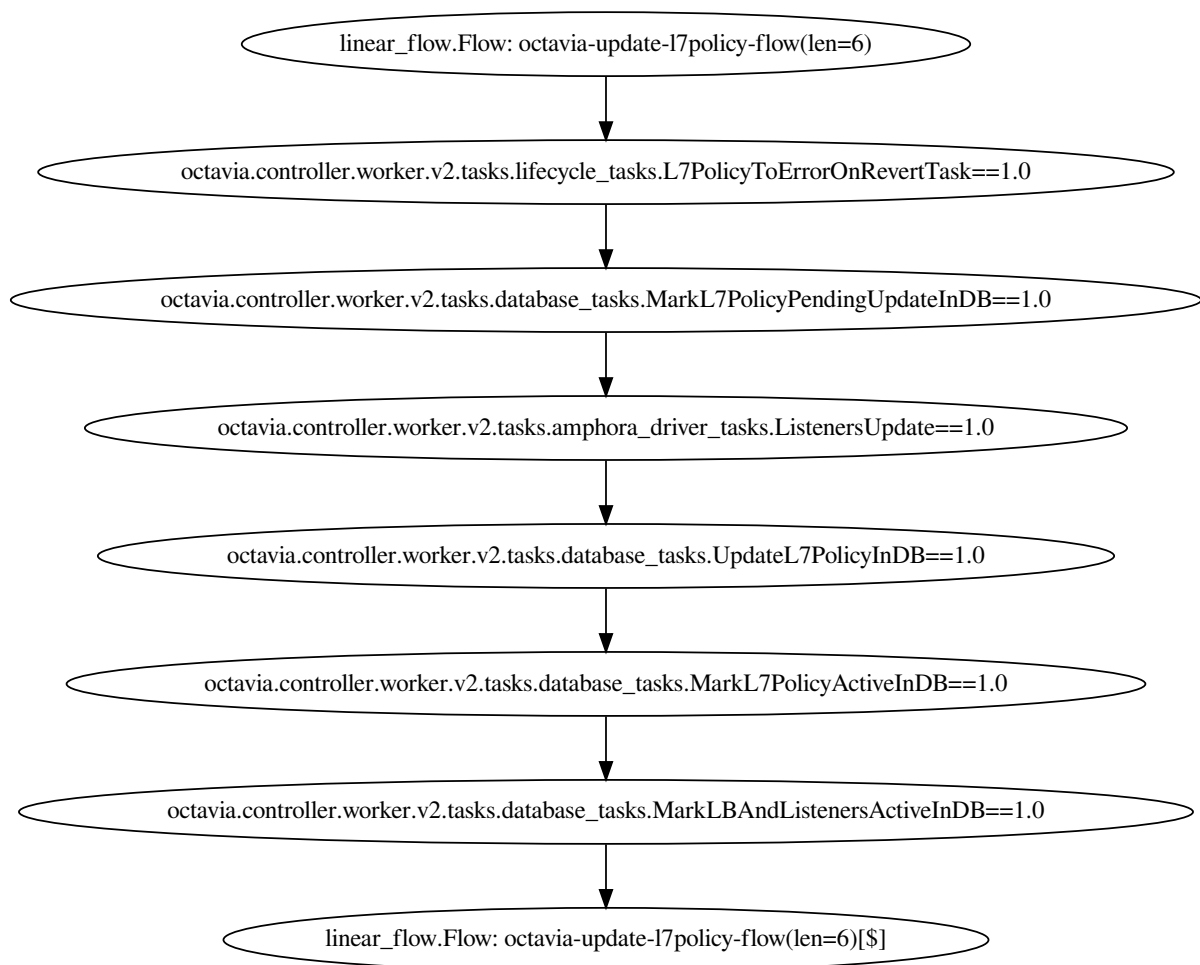 linear_flow.Flow: octavia-update-l7policy-flow(len=6)
octavia.controller.worker.v2.tasks.lifecycle_tasks.L7PolicyToErrorOnRevertTask==1.0
octavia.controller.worker.v2.tasks.database_tasks.MarkL7PolicyPendingUpdateInDB==1.0
octavia.controller.worker.v2.tasks.amphora_driver_tasks.ListenersUpdate==1.0
octavia.controller.worker.v2.tasks.database_tasks.UpdateL7PolicyInDB==1.0
octavia.controller.worker.v2.tasks.database_tasks.MarkL7PolicyActiveInDB==1.0
octavia.controller.worker.v2.tasks.database_tasks.MarkLBAndListenersActiveInDB==1.0
linear_flow.Flow: octavia-update-l7policy-flow(len=6)[$]